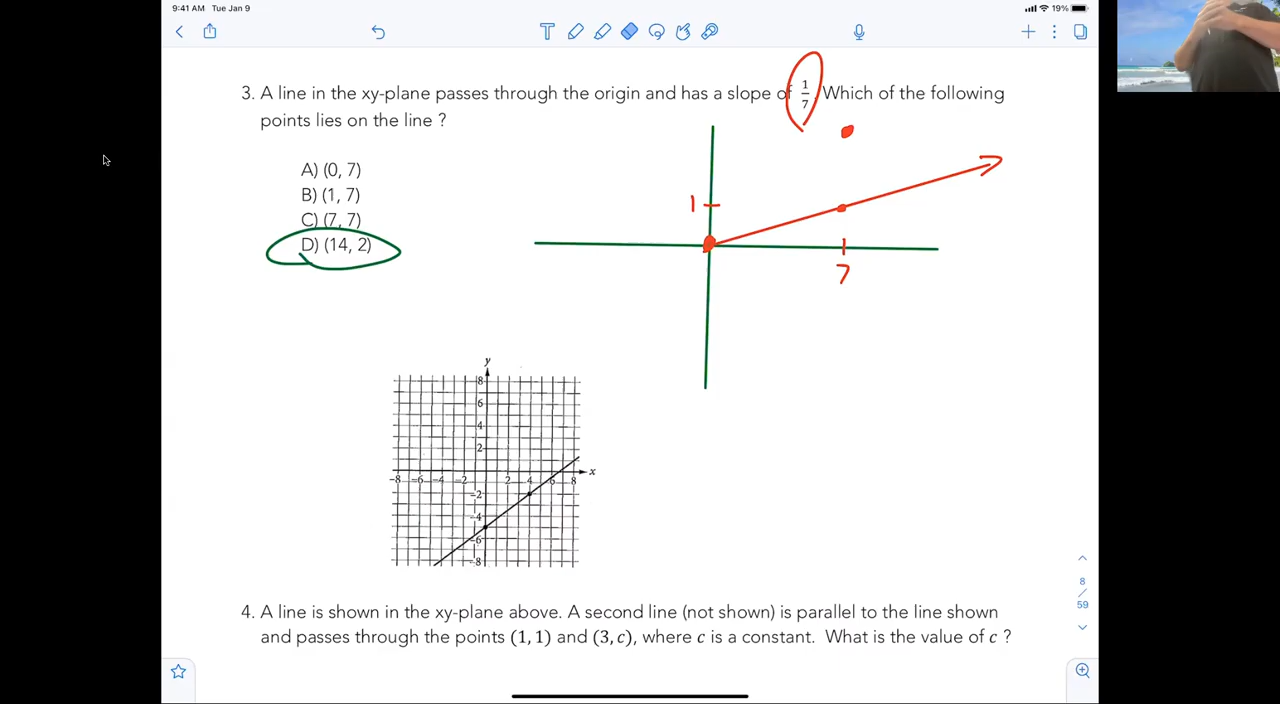 9:41 AM Tue Jan 9
19%
3. A line in the xy-plane passes through the origin and has a slope of 1/7. Which of the following
points lies on the line ?
A) (0, 7)
B) (1, 7)
C) (7, 7)
D) (14, 2)
1
7
y
8
6
4
2
-8 -6 -4 -2 2 4 6 8 x
-2
-4
-6
-8
8
/
59
4. A line is shown in the xy-plane above. A second line (not shown) is parallel to the line shown
and passes through the points (1, 1) and (3, c), where c is a constant. What is the value of c ?